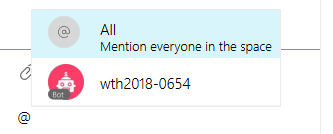 @
All
Mention everyone in the space
Bot
wth2018-0654
@